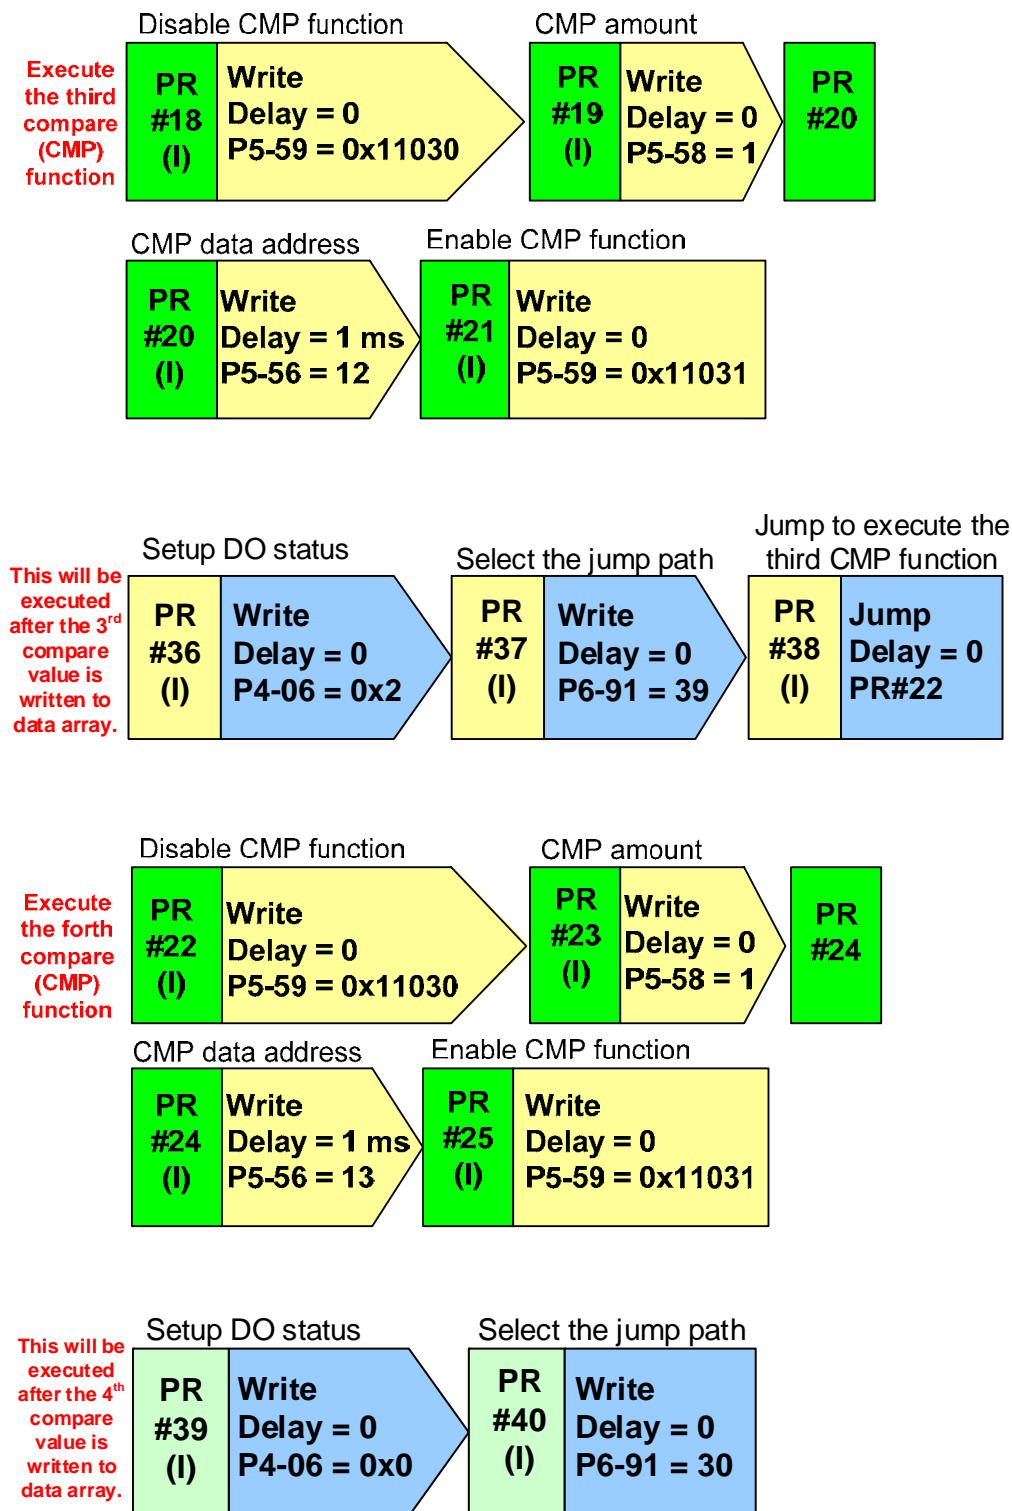 Disable CMP function
CMP amount
Execute
the third
compare
(CMP)
function
PR
#18
(I)
Write
Delay = 0
P5-59 = 0x11030
PR
#19
(I)
Write
Delay = 0
P5-58 = 1
PR
#20
CMP data address
Enable CMP function
PR
#20
(I)
Write
Delay = 1 ms
P5-56 = 12
PR
#21
(I)
Write
Delay = 0
P5-59 = 0x11031
Setup DO status
Select the jump path
Jump to execute the
third CMP function
This will be
executed
after the 3rd
compare
value is
written to
data array.
PR
#36
(I)
Write
Delay = 0
P4-06 = 0x2
PR
#37
(I)
Write
Delay = 0
P6-91 = 39
PR
#38
(I)
Jump
Delay = 0
PR#22
Disable CMP function
CMP amount
Execute
the forth
compare
(CMP)
function
PR
#22
(I)
Write
Delay = 0
P5-59 = 0x11030
PR
#23
(I)
Write
Delay = 0
P5-58 = 1
PR
#24
CMP data address
Enable CMP function
PR
#24
(I)
Write
Delay = 1 ms
P5-56 = 13
PR
#25
(I)
Write
Delay = 0
P5-59 = 0x11031
Setup DO status
Select the jump path
This will be
executed
after the 4th
compare
value is
written to
data array.
PR
#39
(I)
Write
Delay = 0
P4-06 = 0x0
PR
#40
(I)
Write
Delay = 0
P6-91 = 30